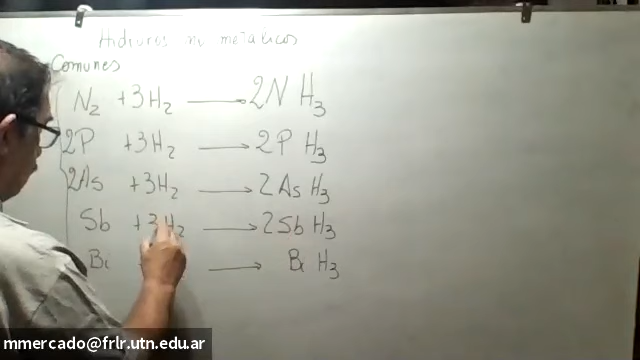 Hidruros no metálicos
Comunes
N₂ + 3H₂ → 2N H₃
2P + 3H₂ → 2P H₃
2As + 3H₂ → 2As H₃
Sb + 3H₂ → 2Sb H₃
Bi → Bi H₃
mmercado@frlr.utn.edu.ar